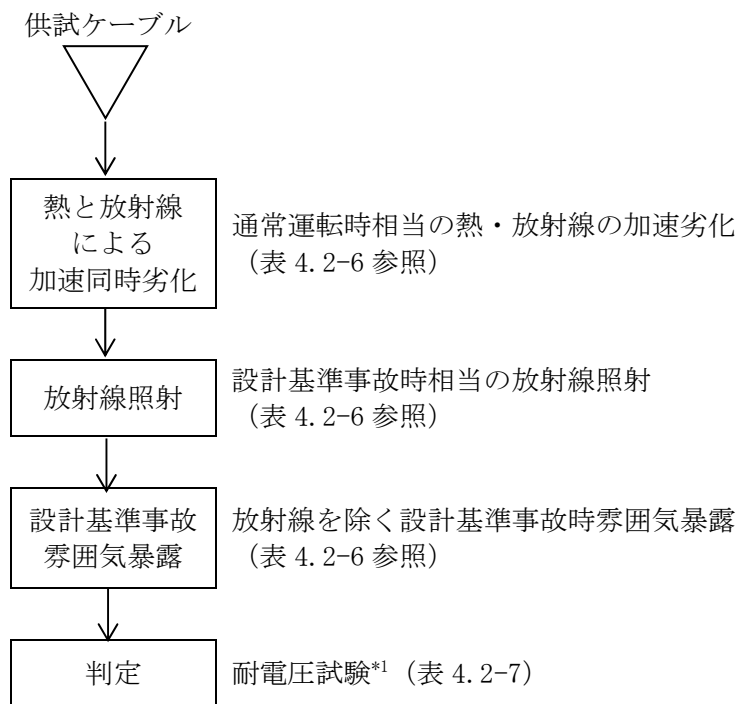 供試ケーブル
熱と放射線
による
加速同時劣化
通常運転時相当の熱・放射線の加速劣化
（表 4.2-6 参照）
放射線照射
設計基準事故時相当の放射線照射
（表 4.2-6 参照）
設計基準事故
雰囲気暴露
放射線を除く設計基準事故時雰囲気暴露
（表 4.2-6 参照）
判定
耐電圧試験*1（表 4.2-7）